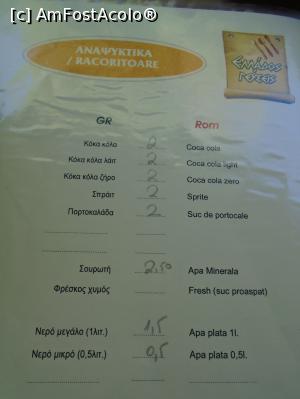 [c] AmFostAcolo®
ΑΝΑΨΥΚΤΙΚΑ
/ RACORITOARE
ΕΛΛΑΔΟΣ
ΓΕΥΣΕΙΣ
GR Rom
Κόκα κόλα 2 Coca cola
Κόκα κόλα λάιτ 2 Coca cola light
Κόκα κόλα ζήρο 2 Coca cola zero
Σπράιτ 2 Sprite
Πορτοκαλάδα 2 Suc de portocale
Σουρωτή 2,50 Apa Minerala
Φρέσκος χυμός Fresh (suc proaspat)
Νερό μεγάλο (1λιτ.) 1,5 Apa plata 1l.
Νερό μικρό (0,5λιτ.) 0,5 Apa plata 0,5l.